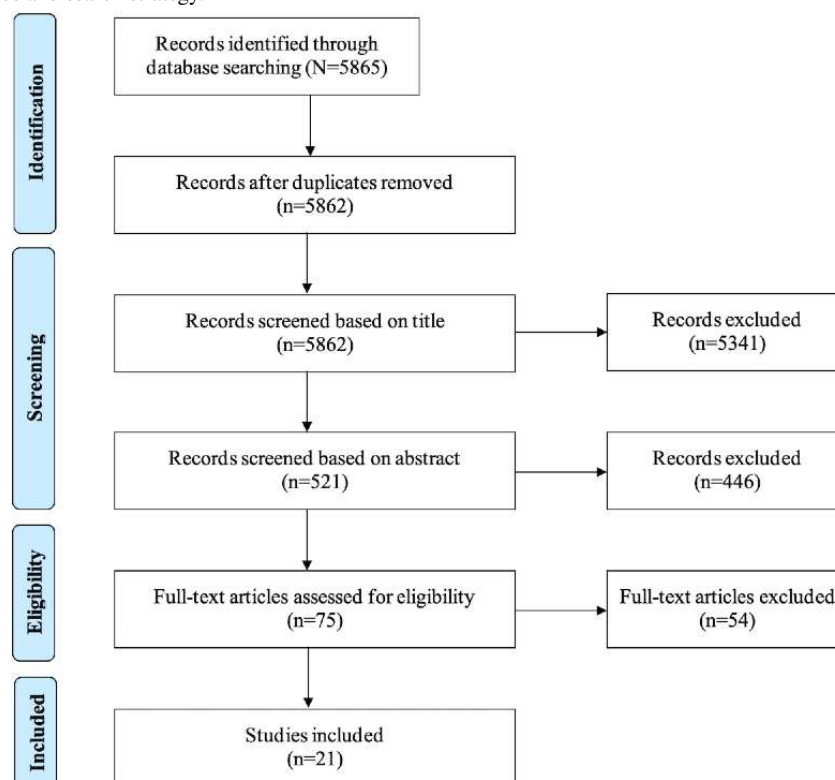 Identification
Records identified through
database searching (N=5865)
Records after duplicates removed
(n=5862)
Screening
Records screened based on title
(n=5862)
Records excluded
(n=5341)
Records screened based on abstract
(n=521)
Records excluded
(n=446)
Eligibility
Full-text articles assessed for eligibility
(n=75)
Full-text articles excluded
(n=54)
Included
Studies included
(n=21)